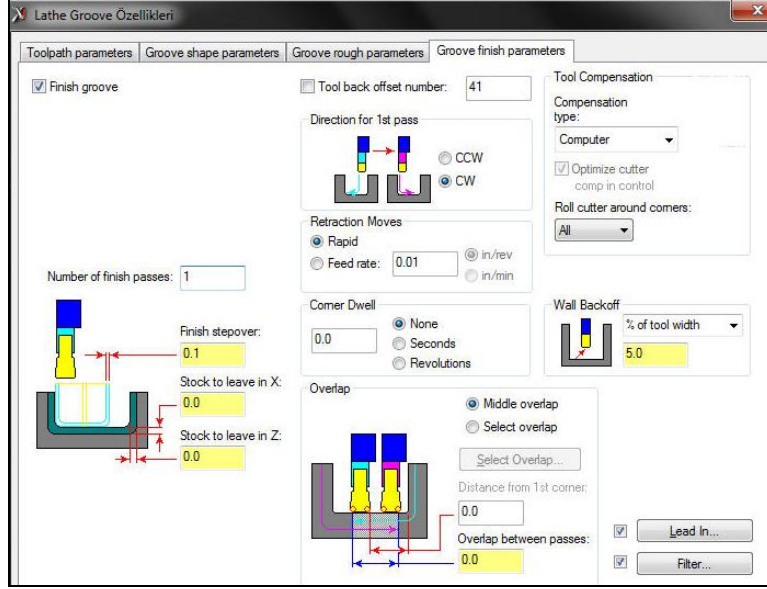 Lathe Groove Özellikleri
Toolpath parameters
Groove shape parameters
Groove rough parameters
Groove finish parameters
Finish groove
Tool back offset number:
41
Direction for 1st pass
CCW
CW
Retraction Moves
Rapid
Feed rate:
0.01
in/rev
in/min
Tool Compensation
Compensation
type:
Computer
Optimize cutter
comp in control
Roll cutter around corners:
All
Number of finish passes:
1
Finish stepover:
0.1
Stock to leave in X:
0.0
Stock to leave in Z:
0.0
Corner Dwell
0.0
None
Seconds
Revolutions
Wall Backoff
% of tool width
5.0
Overlap
Middle overlap
Select overlap
Select Overlap...
Distance from 1st corner:
0.0
Overlap between passes:
0.0
Lead In...
Filter...